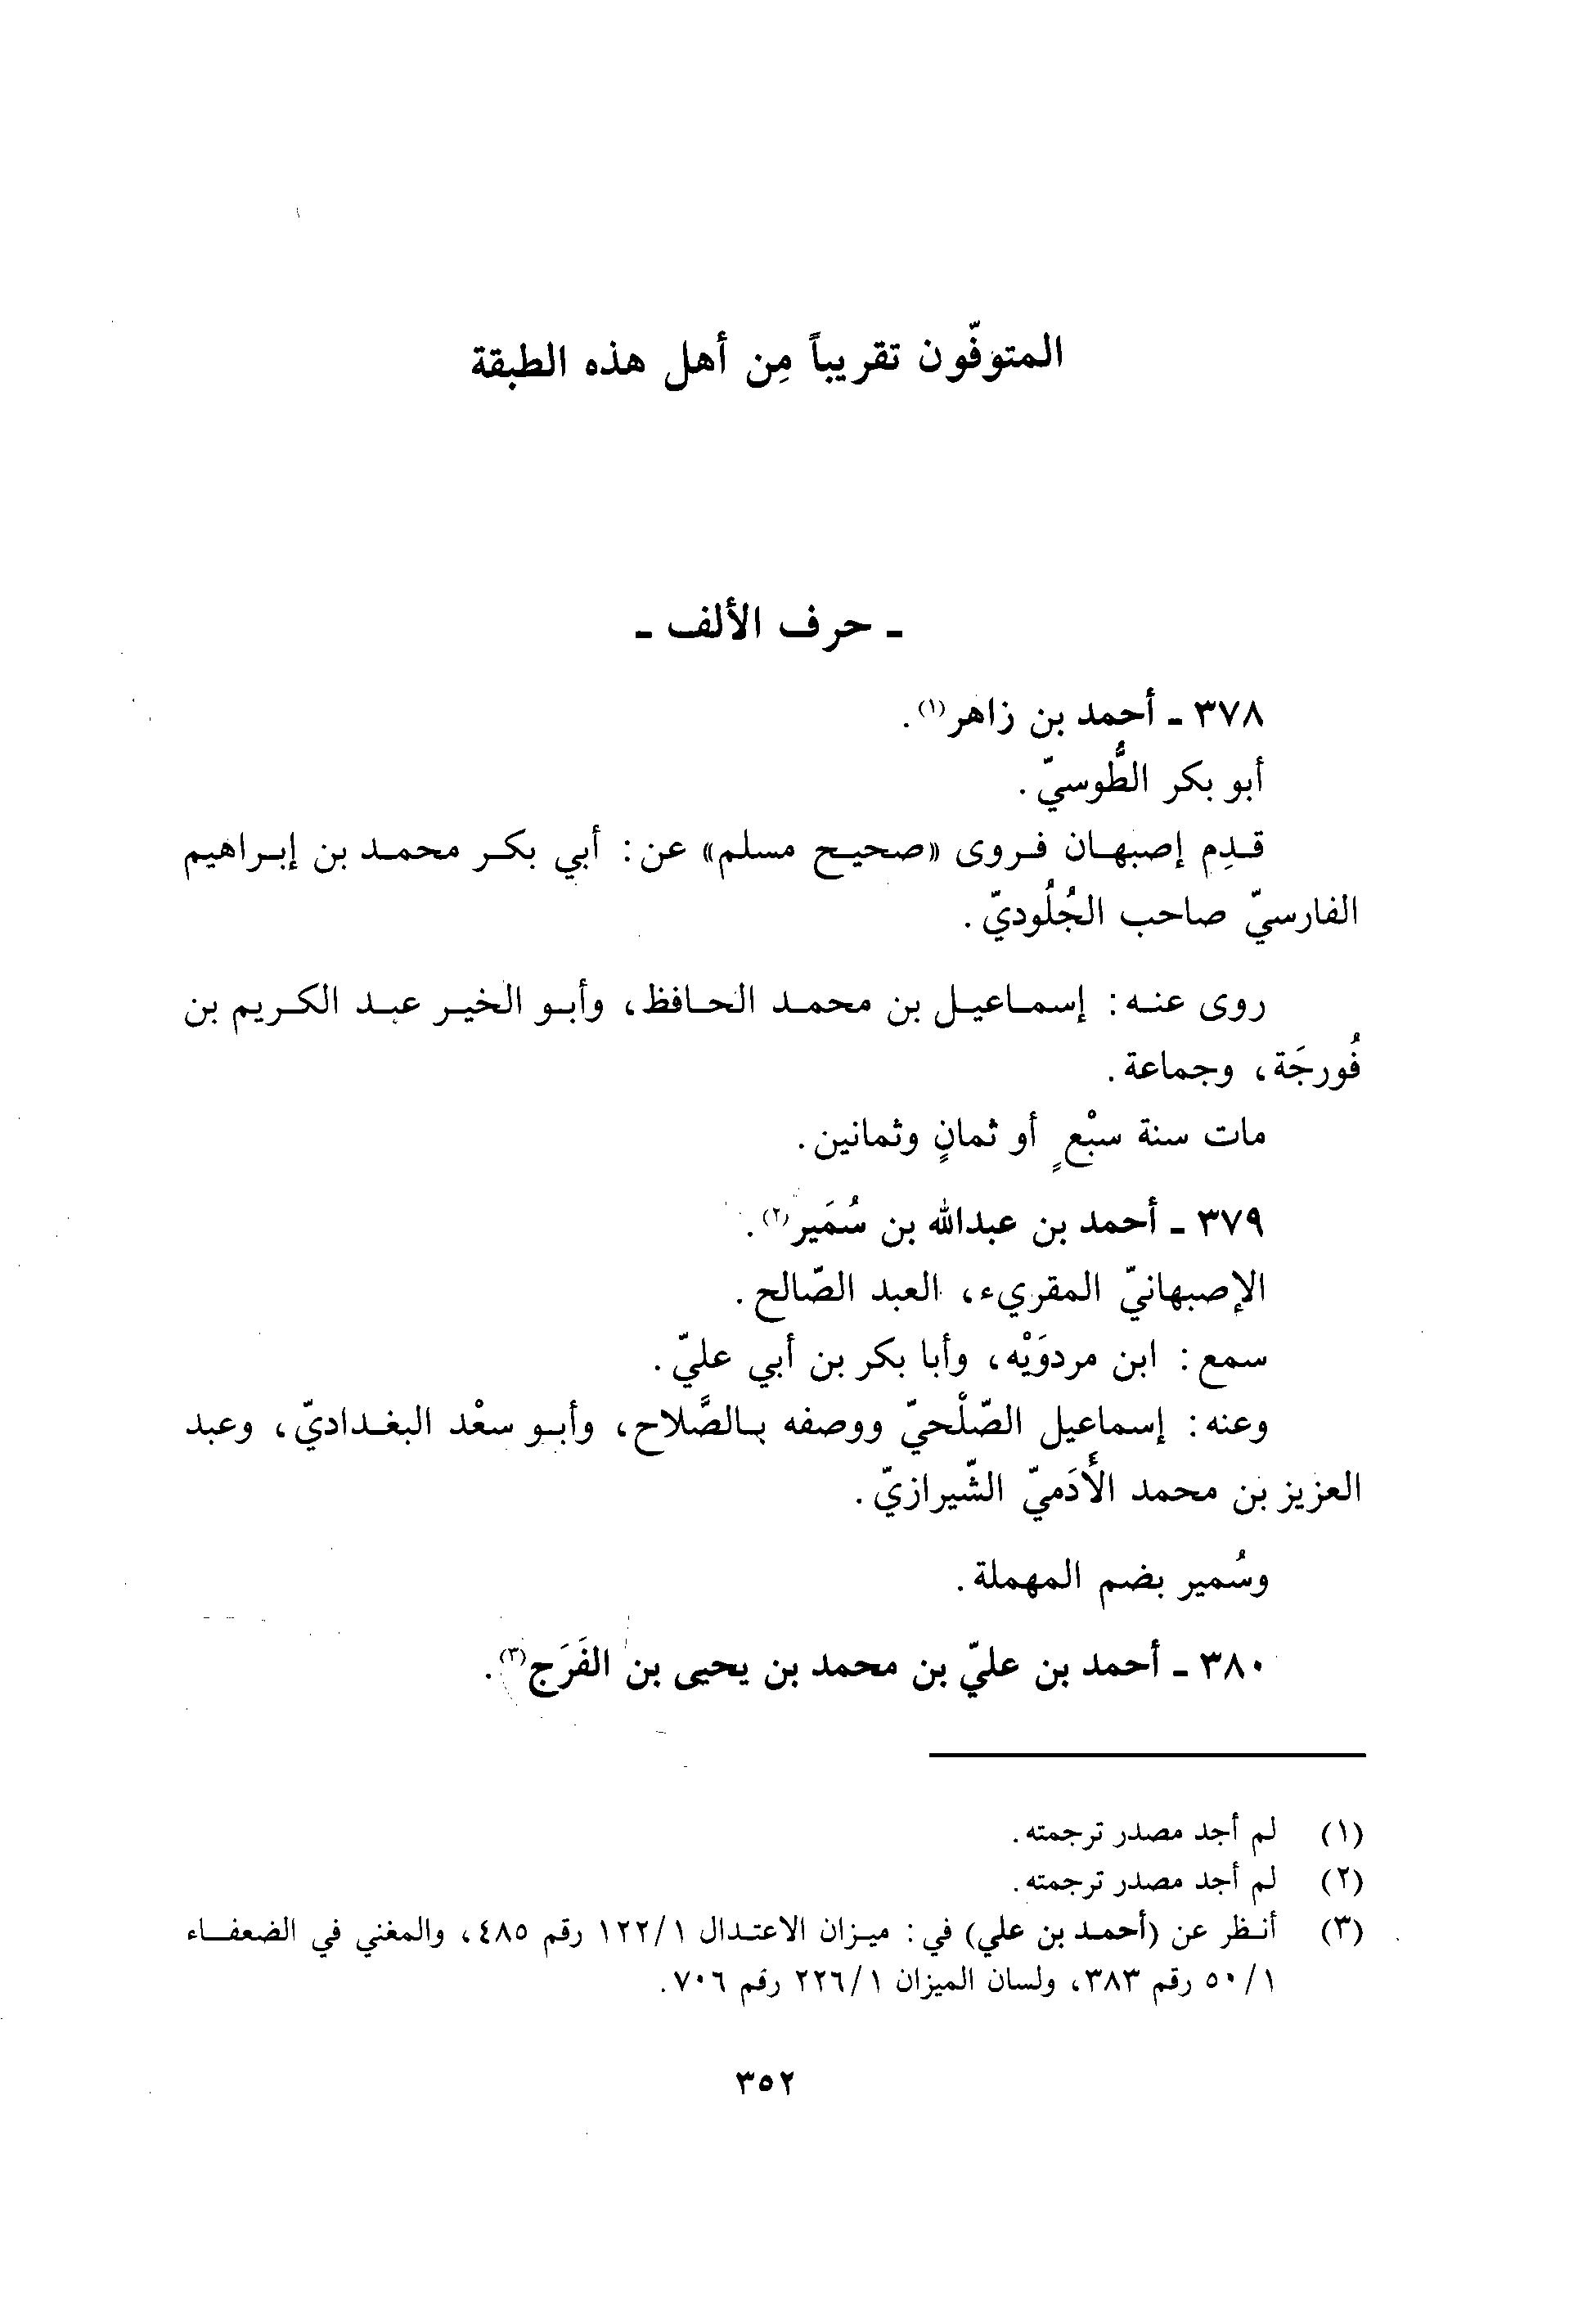 المتوفّون تقريباً مِن أهل هذه الطبقة
ـ حرف الألف ـ
٣٧٨ ـ أحمد بن زاهر(١).
أبو بكر الطُّوسيّ.
قدِم إصبهان فروى «صحيح مسلم» عن: أبي بكر محمد بن إبراهيم
الفارسيّ صاحب الجُلُوديّ.
روى عنه: إسماعيل بن محمد الحافظ، وأبو الخير عبد الكريم بن
فُورجَة، وجماعة.
مات سنة سبْعٍ أو ثمانٍ وثمانين.
٣٧٩ ـ أحمد بن عبدالله بن سُمَير(٢).
الإصبهانيّ المقريء، العبد الصّالح.
سمع: ابن مردوَيْه، وأبا بكر بن أبي عليّ.
وعنه: إسماعيل الصّلْحيّ ووصفه بالصَّلاح، وأبو سعْد البغداديّ، وعبد
العزيز بن محمد الأَدَميّ الشّيرازيّ.
وسُمير بضم المهملة.
٣٨٠ ـ أحمد بن عليّ بن محمد بن يحيى بن الفَرَج(٣).
(١) لم أجد مصدر ترجمته.
(٢) لم أجد مصدر ترجمته.
(٣) أنظر عن (أحمد بن علي) في: ميزان الاعتدال ١/١٢٢ رقم ٤٨٥، والمغني في الضعفاء
١/٥٠ رقم ٣٨٣، ولسان الميزان ١/٢٢٦ رقم ٧٠٦.
٣٥٢